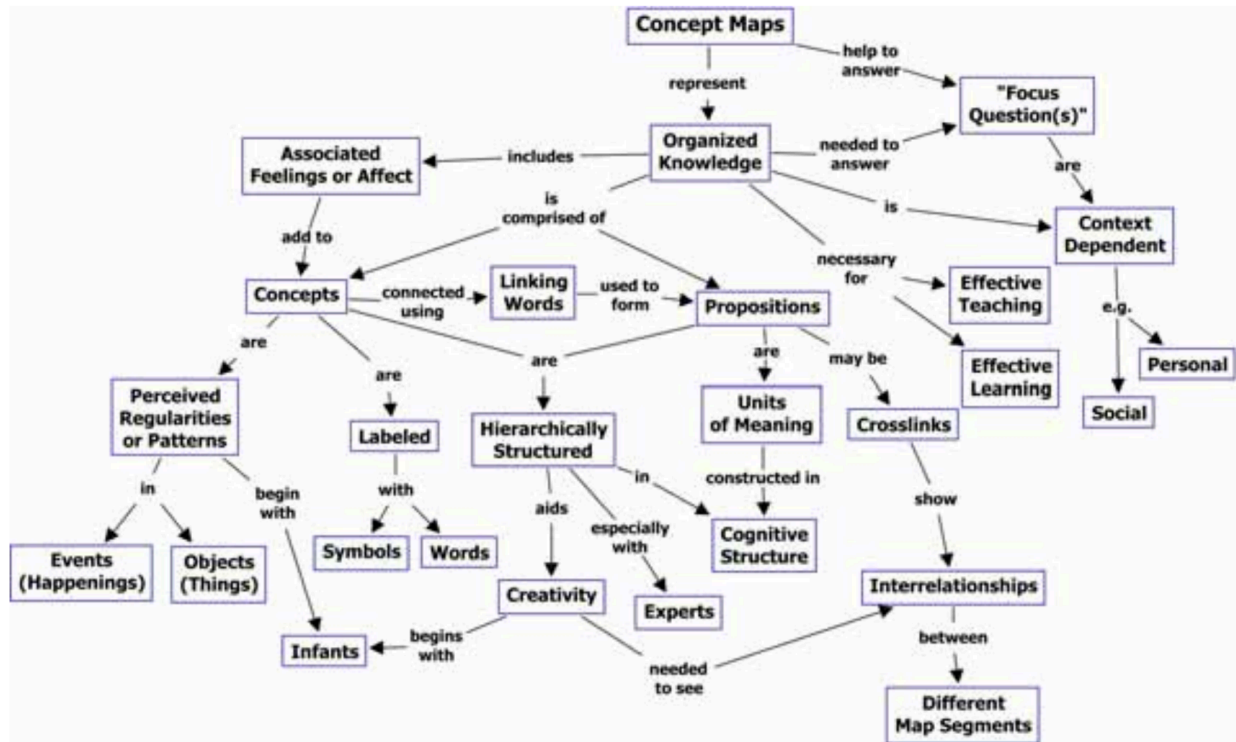 Concept Maps
help to
answer
represent
"Focus
Question(s)"
Organized
Knowledge
needed to
answer
includes
Associated
Feelings or Affect
are
is
comprised of
is
Context
Dependent
add to
necessary
for
Concepts
connected
using
Linking
Words
used to
form
Propositions
Effective
Teaching
e.g.
are
are
are
are
may be
Effective
Learning
Personal
Social
Perceived
Regularities
or Patterns
Labeled
Hierarchically
Structured
Units
of Meaning
Crosslinks
in
begin
with
with
in
constructed in
show
aids
especially
with
Events
(Happenings)
Objects
(Things)
Symbols
Words
Cognitive
Structure
Creativity
Experts
Interrelationships
Infants
begins
with
needed
to see
between
Different
Map Segments